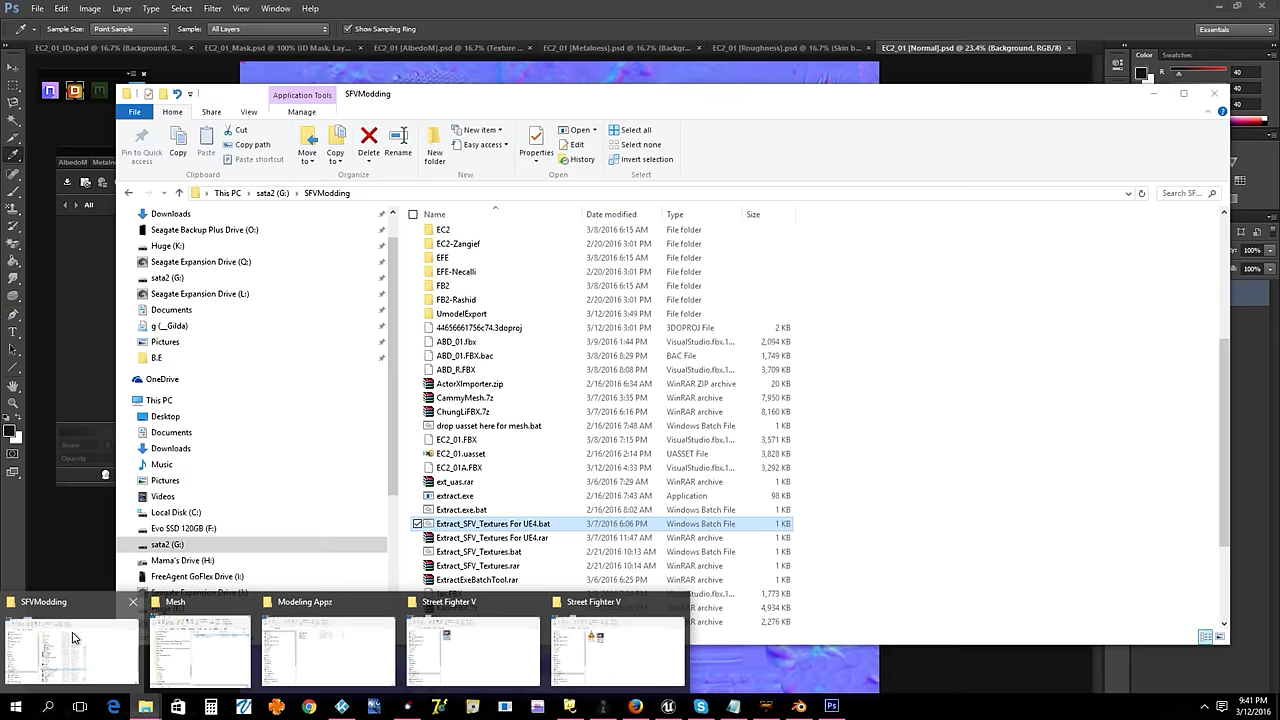 Ps File Edit Image Layer Type Select Filter View Window Help
Sample Size: Point Sample Sample: All Layers Show Sampling Ring Essentials
EC2_01_IDs.psd @ 16.7% (Background, R... × EC2_01_Mask.psd @ 100% (ID Mask, La... EC2_01 [AlbedoM].psd @ 16.7% (Texture ... EC2_01 [Metalness].psd @ 16.7% (Backgr... EC2_01 [Roughness].psd @ 16.7% (Skin b... EC2_01 [Normal].psd @ 23.4% (Background, RGB/8) ×
Color Swatches
R 40
40
40
Application Tools SFVModding
File Home Share View Manage
Pin to Quick access
Copy
Paste
Cut
Copy path
Paste shortcut
Move to
Copy to
Delete
Rename
New folder
New item
Easy access
Properties
Open
Edit
History
Select all
Select none
Invert selection
Clipboard Organize New Open Select
AlbedoM Metaln
This PC › sata2 (G:) › SFVModding Search SF...
All
Name Date modified Type Size
Downloads
Seagate Backup Plus Drive (O:)
Huge (K:)
Seagate Expansion Drive (Q:)
sata2 (G:)
Seagate Expansion Drive (L:)
Documents
g (__Gilda)
Pictures
B.E
OneDrive
This PC
Desktop
Documents
Downloads
Music
Pictures
Videos
Local Disk (C:)
Evo SSD 120GB (F:)
sata2 (G:)
Mama's Drive (H:)
FreeAgent GoFlex Drive (I:)
EC2 3/8/2016 6:15 AM File folder
EC2-Zangief 2/20/2016 3:01 PM File folder
EFE 3/8/2016 6:15 AM File folder
EFE-Necalli 2/20/2016 3:01 PM File folder
FB2 3/8/2016 6:15 AM File folder
FB2-Rashid 2/20/2016 3:01 PM File folder
UmodelExport 3/12/2016 3:49 PM File folder
44656661756c74.3doproj 3/12/2016 3:01 PM 3DOPROJ File 2 KB
ABD_01.fbx 3/9/2016 1:44 PM VisualStudio.fbx.1... 2,094 KB
ABD_01.FBX.bac 3/8/2016 8:29 PM BAC File 1,749 KB
ABD_R.FBX 3/8/2016 8:08 PM VisualStudio.fbx.1... 3,709 KB
ActorXImporter.zip 2/16/2016 6:34 AM WinRAR ZIP archive 20 KB
CammyMesh.7z 3/7/2016 3:35 PM WinRAR archive 7,950 KB
ChungLiFBX.7z 3/7/2016 6:16 PM WinRAR archive 8,160 KB
drop uasset here for mesh.bat 2/16/2016 7:48 AM Windows Batch File 1 KB
EC2_01.FBX 3/8/2016 7:15 PM VisualStudio.fbx.1... 3,571 KB
EC2_01.uasset 2/16/2016 2:14 PM UASSET File 3,828 KB
EC2_01A.FBX 3/12/2016 4:33 PM VisualStudio.fbx.1... 3,292 KB
ext_uas.rar 2/16/2016 7:29 AM WinRAR archive 1 KB
extract.exe 2/16/2016 7:43 AM Application 98 KB
Extract.exe.bat 2/16/2016 8:02 AM Windows Batch File 1 KB
Extract_SFV_Textures For UE4.bat 3/7/2016 6:06 PM Windows Batch File 1 KB
Extract_SFV_Textures For UE4.rar 3/7/2016 11:47 AM WinRAR archive 1 KB
Extract_SFV_Textures.bat 2/21/2016 10:13 AM Windows Batch File 1 KB
Extract_SFV_Textures.rar 2/21/2016 10:14 AM WinRAR archive 1 KB
ExtractExeBatchTool.rar 3/6/2016 6:25 PM WinRAR archive 1 KB
VisualStudio.fbx.1... 1,773 KB
archive 4,934 KB
archive 2,276 KB
Scale
Opacity
100%
100%
SFVModding Mesh Modeling Appz Street Fighter V Street Fighter V
9:41 PM
3/12/2016